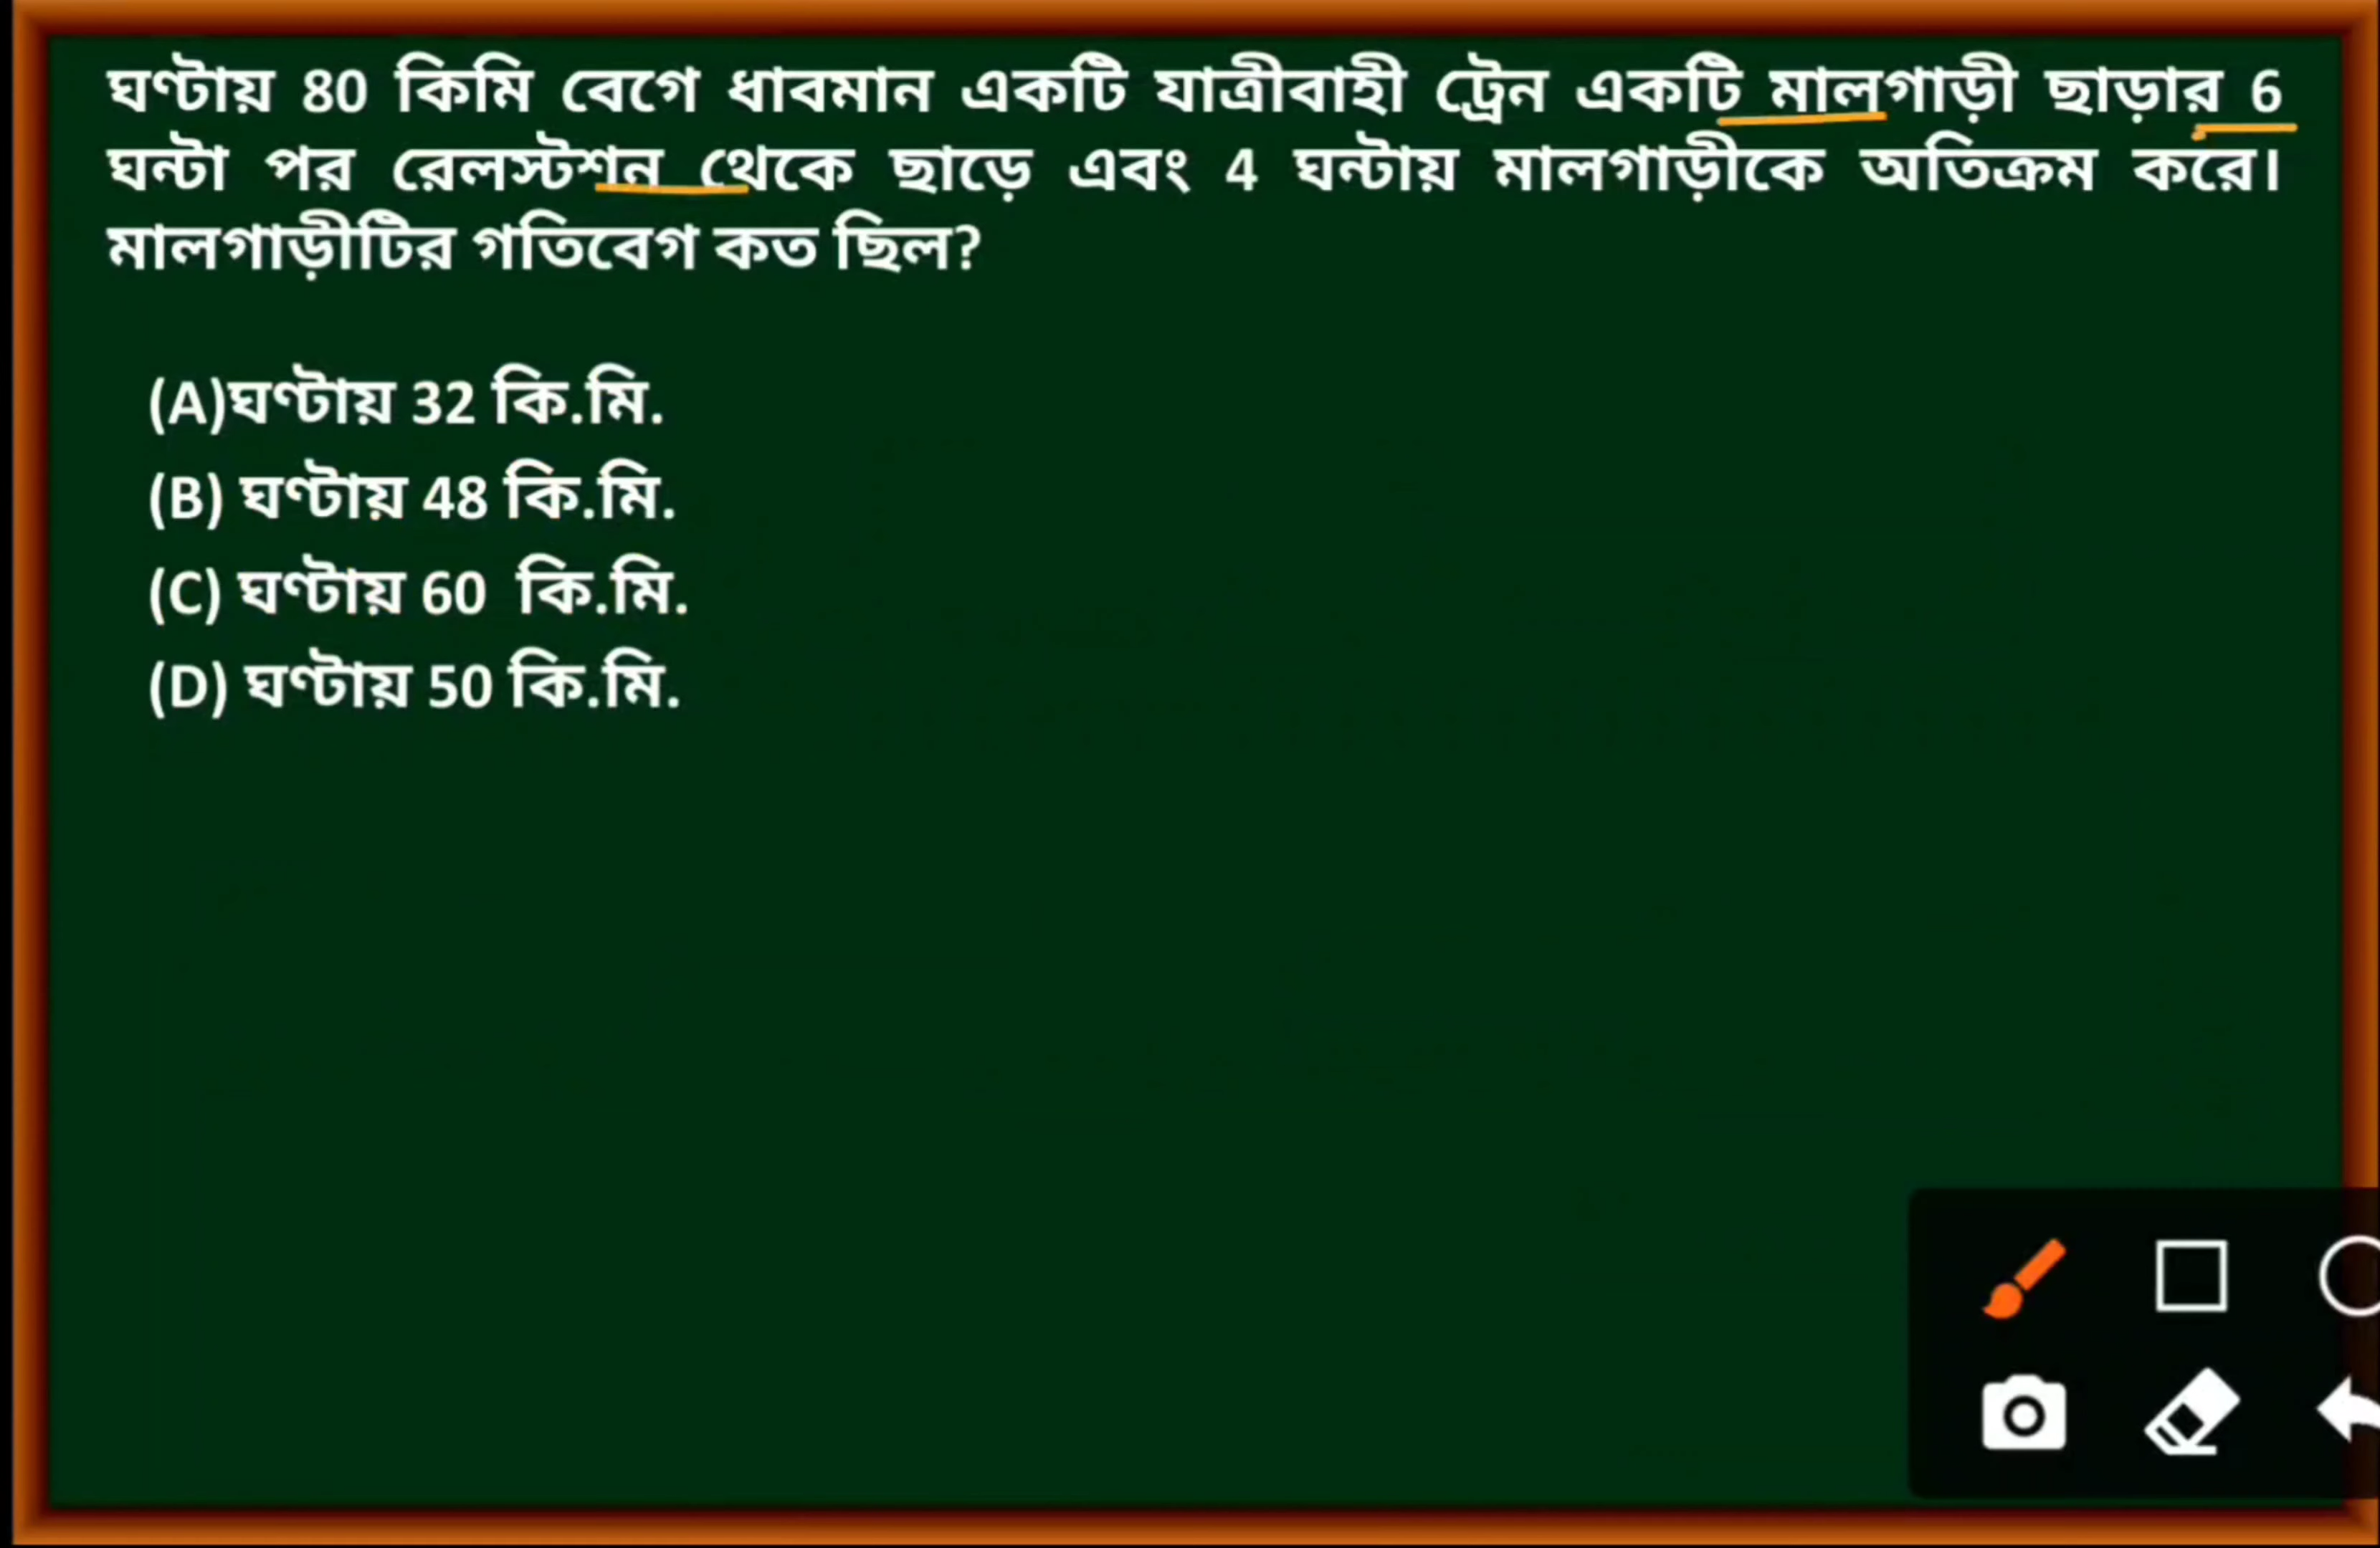 ঘণ্টায় 80 কিমি বেগে ধাবমান একটি যাত্রীবাহী ট্রেন একটি মালগাড়ী ছাড়ার 6
ঘন্টা পর রেলস্টশন থেকে ছাড়ে এবং 4 ঘন্টায় মালগাড়ীকে অতিক্রম করে।
মালগাড়ীটির গতিবেগ কত ছিল?
(A)ঘণ্টায় 32 কি.মি.
(B) ঘণ্টায় 48 কি.মি.
(C) ঘণ্টায় 60 কি.মি.
(D) ঘণ্টায় 50 কি.মি.